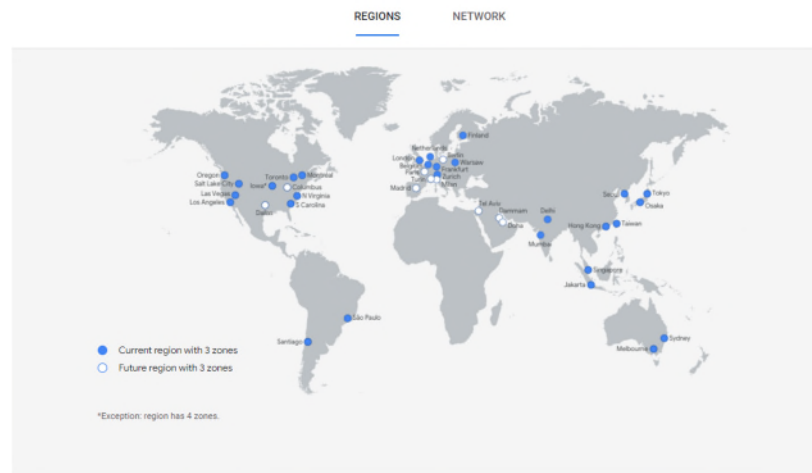 REGIONS NETWORK
Finland
Netherlands
Berlin
London
Warsaw
Belgium
Frankfurt
Paris
Zurich
Turin
Milan
Madrid
Oregon
Toronto
Montréal
Salt Lake City
Iowa*
Columbus
Las Vegas
N Virginia
Los Angeles
S Carolina
Dallas
Tel Aviv
Dammam
Doha
Delhi
Mumbai
Seoul
Tokyo
Osaka
Hong Kong
Taiwan
Singapore
Jakarta
São Paulo
Santiago
Sydney
Melbourne
Current region with 3 zones
Future region with 3 zones
*Exception: region has 4 zones.